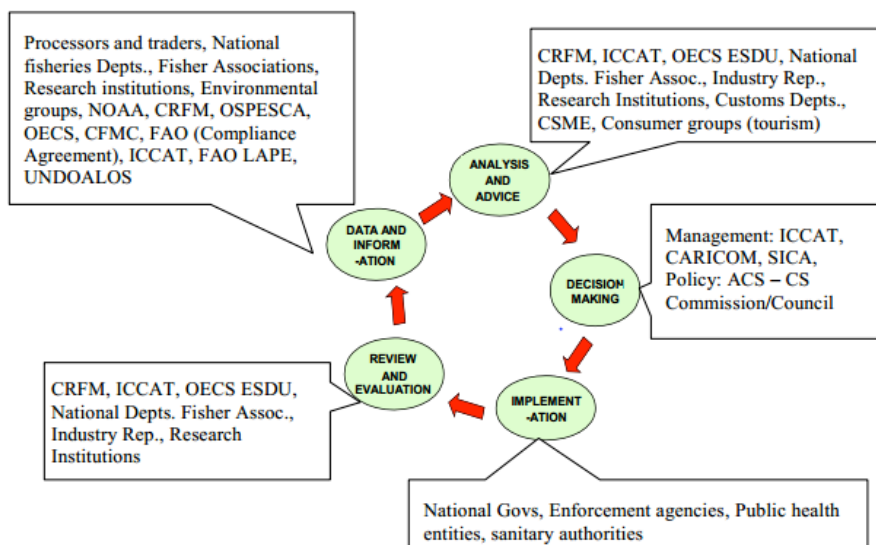 Processors and traders, National
fisheries Depts., Fisher Associations,
Research institutions, Environmental
groups, NOAA, CRFM, OSPESCA,
OECS, CFMC, FAO (Compliance
Agreement), ICCAT, FAO LAPE,
UNDOALOS
CRFM, ICCAT, OECS ESDU, National
Depts. Fisher Assoc., Industry Rep.,
Research Institutions, Customs Depts.,
CSME, Consumer groups (tourism)
ANALYSIS
AND
ADVICE
DATA AND
INFORM
-ATION
Management: ICCAT,
CARICOM, SICA,
Policy: ACS – CS
Commission/Council
DECISION
MAKING
REVIEW
AND
EVALUATION
CRFM, ICCAT, OECS ESDU,
National Depts. Fisher Assoc.,
Industry Rep., Research
Institutions
IMPLEMENT
-ATION
National Govs, Enforcement agencies, Public health
entities, sanitary authorities